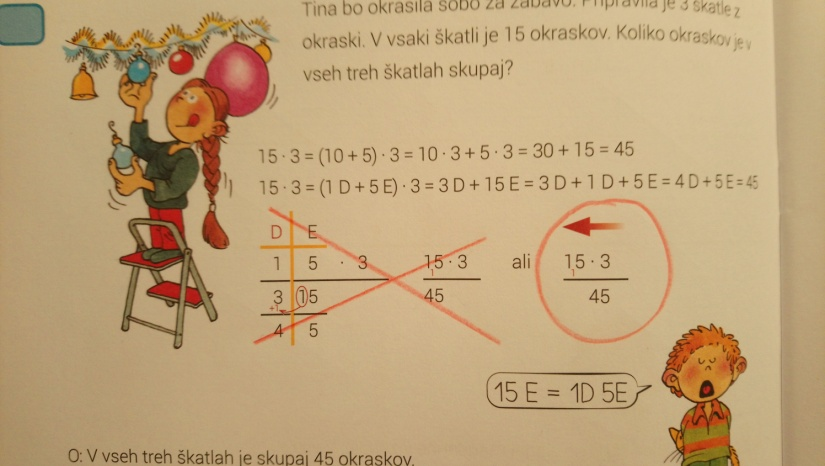 Tina bo okrasila sobo za zabavo. Pripravila je 3 škatle z
okraski. V vsaki škatli je 15 okraskov. Koliko okraskov je v
vseh treh škatlah skupaj?
15 · 3 = (10 + 5) · 3 = 10 · 3 + 5 · 3 = 30 + 15 = 45
15 · 3 = (1 D + 5 E) · 3 = 3 D + 15 E = 3 D + 1 D + 5 E = 4 D + 5 E = 45
D E
1 5 · 3
3 15
+1
4 5
15 · 3
1
45
ali
15 · 3
1
45
15 E = 1D 5E
O: V vseh treh škatlah je skupaj 45 okraskov.